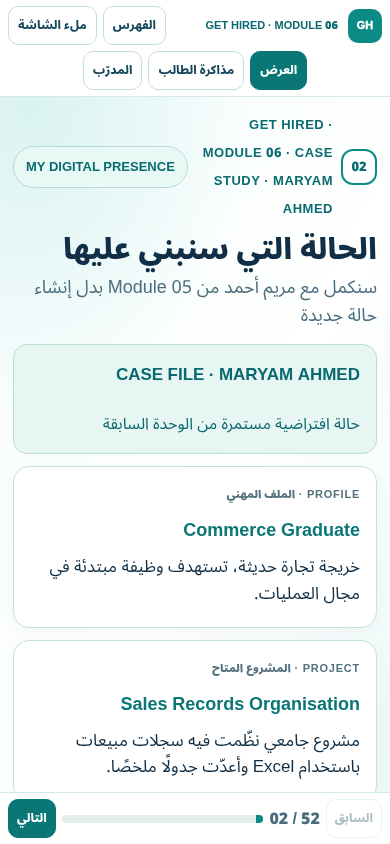 GH
GET HIRED · MODULE 06
الفهرس
ملء الشاشة
العرض
مذاكرة الطالب
المدرّب
02
GET HIRED ·
MODULE 06 · CASE
STUDY · MARYAM
AHMED
MY DIGITAL PRESENCE
الحالة التي سنبني عليها
سنكمل مع مريم أحمد من Module 05 بدل إنشاء
حالة جديدة
CASE FILE · MARYAM AHMED
حالة افتراضية مستمرة من الوحدة السابقة
PROFILE · الملف المهني
Commerce Graduate
خريجة تجارة حديثة، تستهدف وظيفة مبتدئة في
مجال العمليات.
PROJECT · المشروع المتاح
Sales Records Organisation
مشروع جامعي نظّمت فيه سجلات مبيعات
باستخدام Excel وأعدّت جدولًا ملخصًا.
السابق
02 / 52
التالي